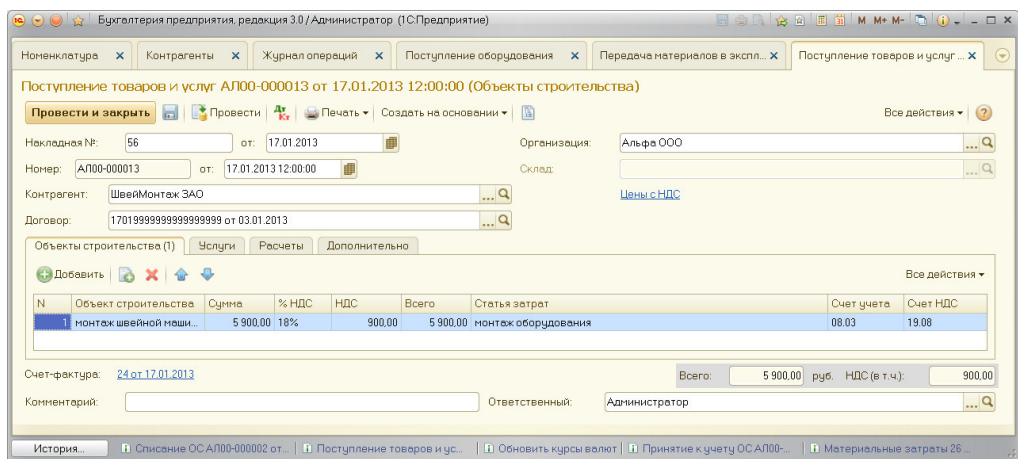 Бухгалтерия предприятия, редакция 3.0 / Администратор (1С:Предприятие) M M+ M-
Номенклатура Контрагенты Журнал операций Поступление оборудования Передача материалов в экспл... Поступление товаров и услуг ...
Поступление товаров и услуг АЛ00-000013 от 17.01.2013 12:00:00 (Объекты строительства)
Провести и закрыть Провести Дт Кт Печать Создать на основании Все действия ?
Накладная №: 56 от: 17.01.2013 Организация: Альфа ООО ...
Номер: АЛ00-000013 от: 17.01.2013 12:00:00 Склад: ...
Контрагент: ШвейМонтаж ЗАО ... Цены с НДС
Договор: 17019999999999999999 от 03.01.2013 ...
Объекты строительства (1) Услуги Расчеты Дополнительно
Добавить Все действия
N Объект строительства Сумма % НДС НДС Всего Статья затрат Счет учета Счет НДС
1 монтаж швейной маши... 5 900,00 18% 900,00 5 900,00 монтаж оборудования 08.03 19.08
Счет-фактура: 24 от 17.01.2013 Всего: 5 900,00 руб. НДС (в т.ч.): 900,00
Комментарий: Ответственный: Администратор ...
История... Списание ОС АЛ00-000002 от... Поступление товаров и ус... Обновить курсы валют Принятие к учету ОС АЛ00-... Материальные затраты 26 ...